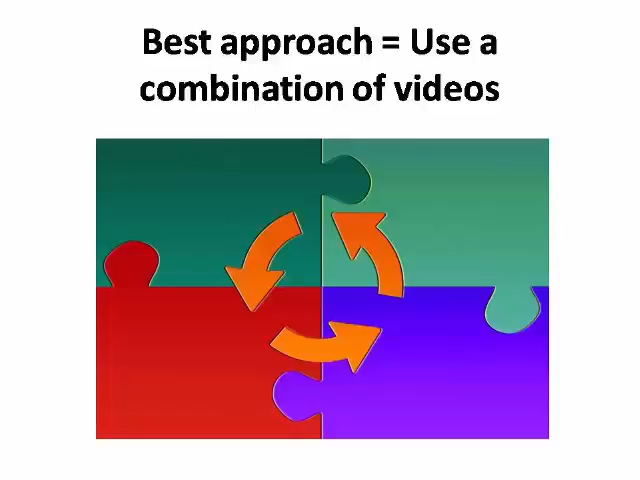 Best approach = Use a
combination of videos